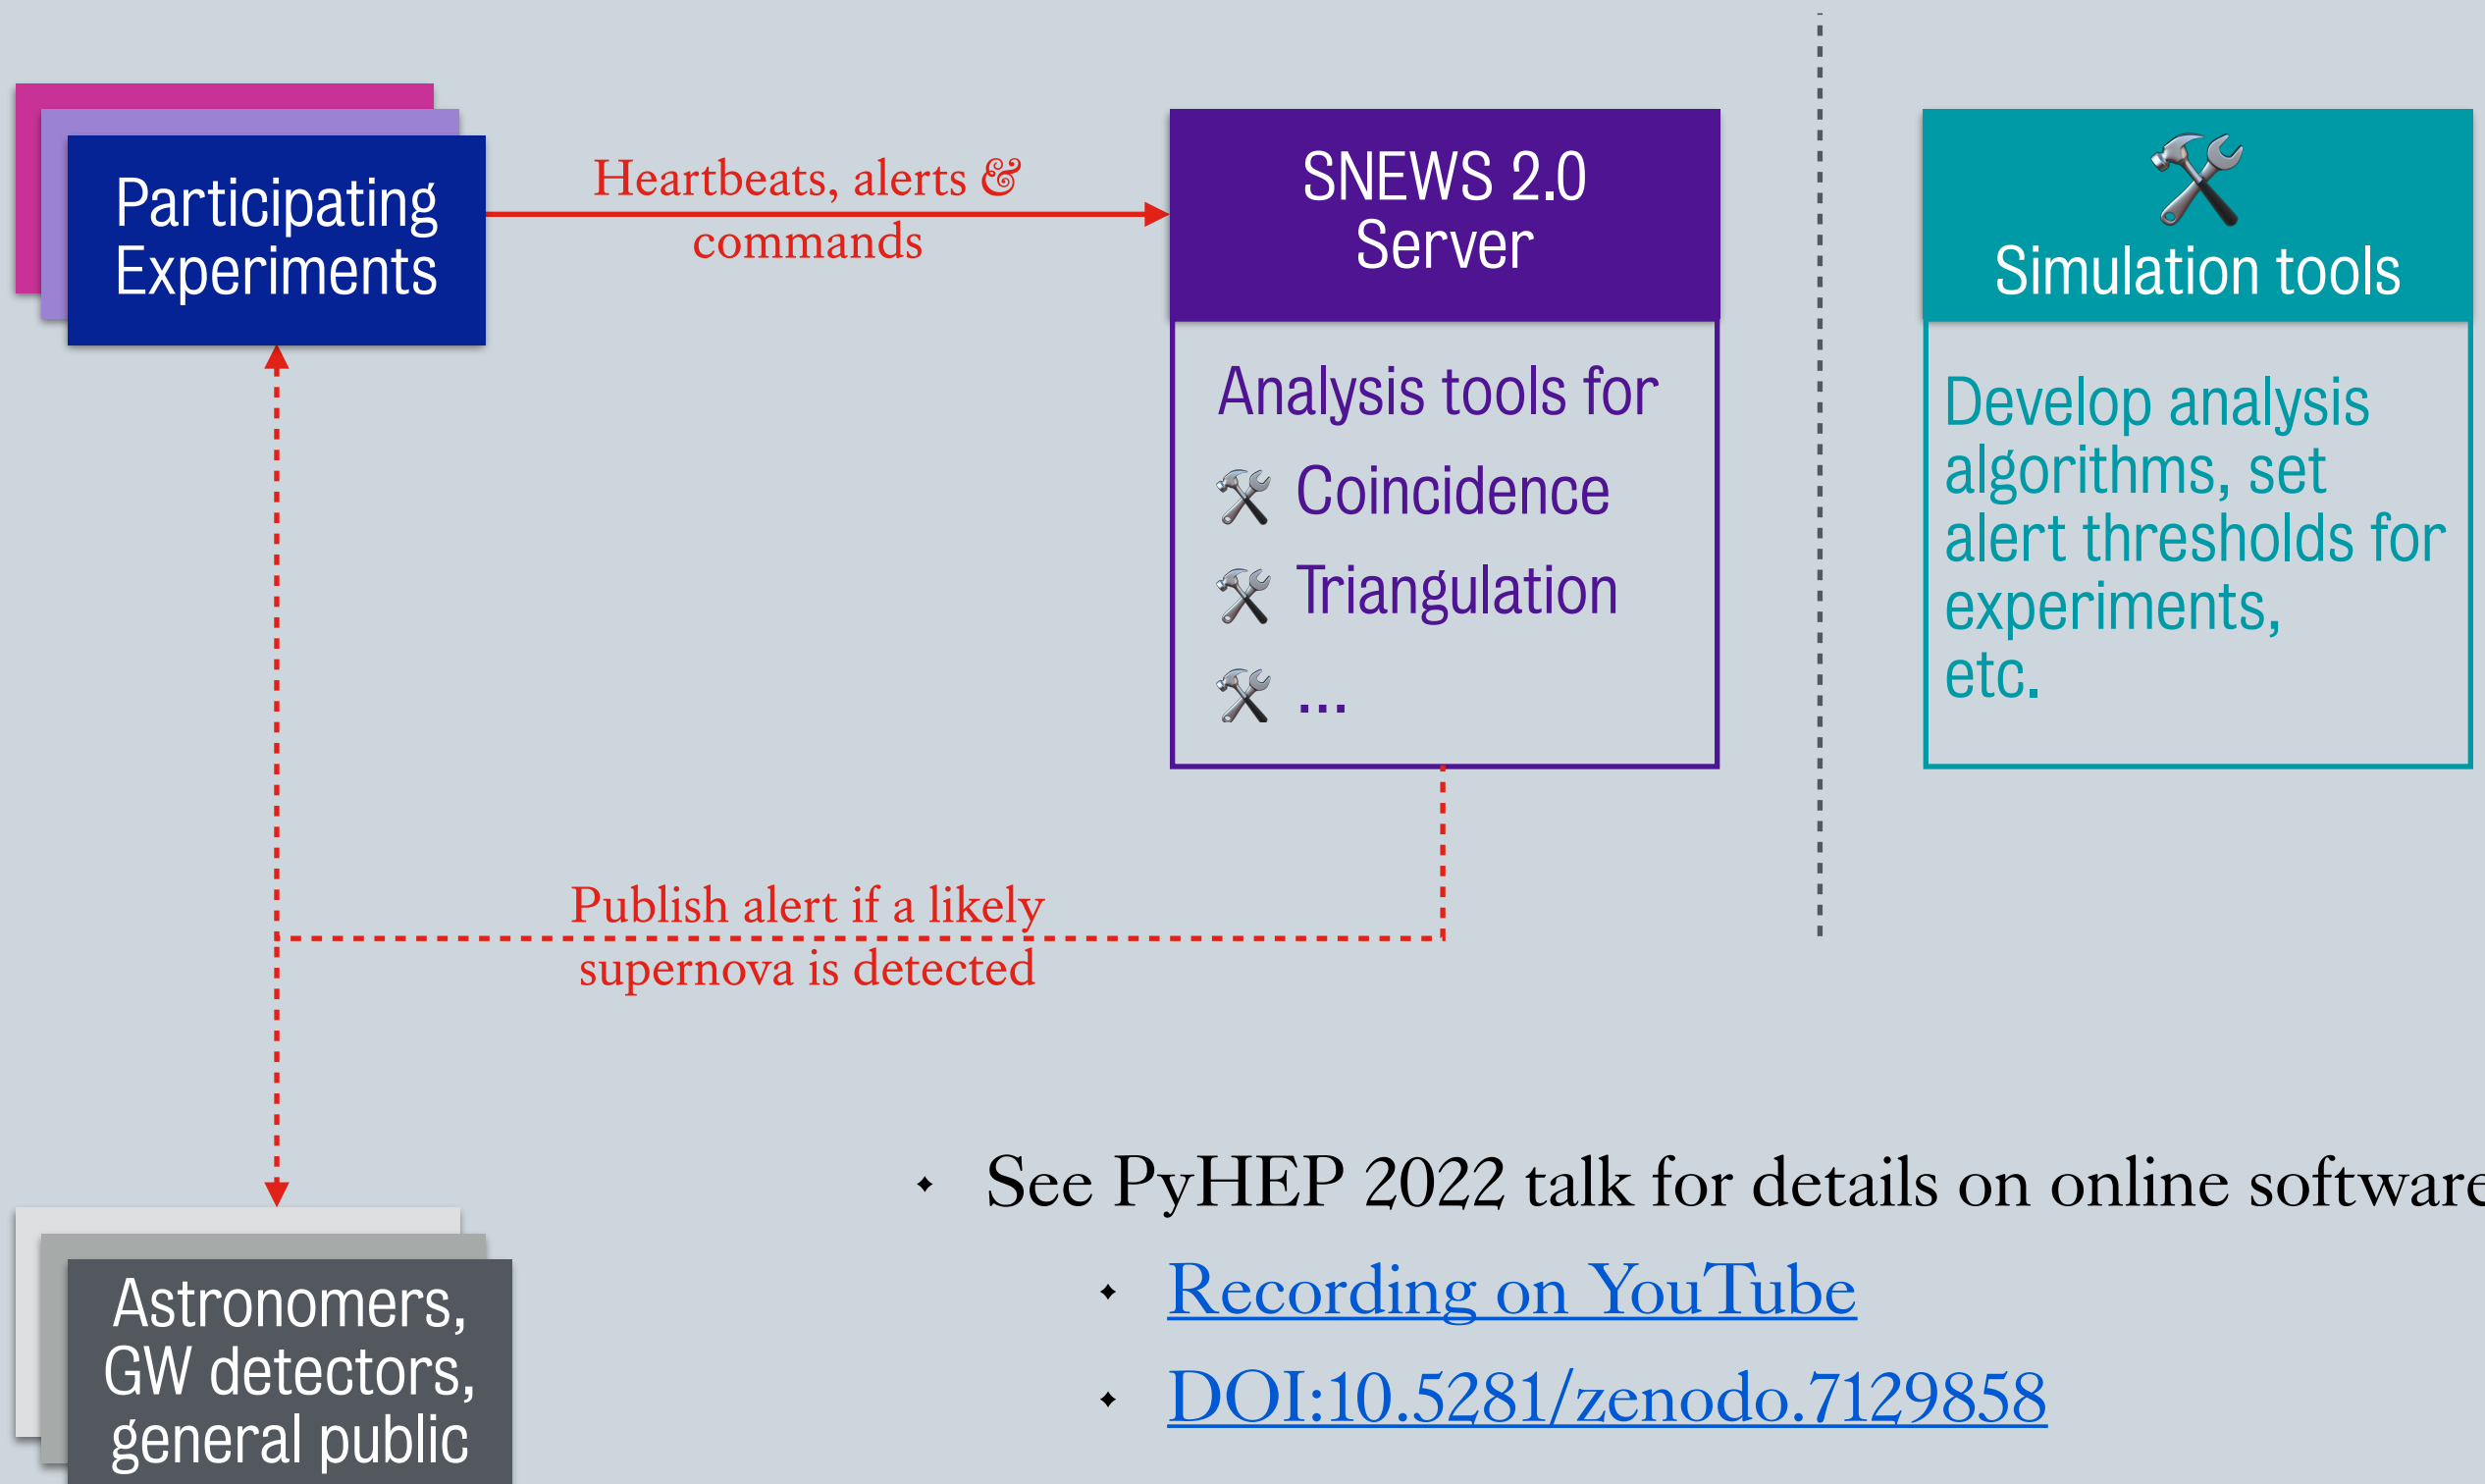 Participating
Experiments
Heartbeats, alerts &
commands
SNEWS 2.0
Server
Analysis tools for
Coincidence
Triangulation
...
Simulation tools
Develop analysis
algorithms, set
alert thresholds for
experiments,
etc.
Publish alert if a likely
supernova is detected
Astronomers,
GW detectors,
general public
See PyHEP 2022 talk for details on online software
Recording on YouTube
DOI:10.5281/zenodo.7129858